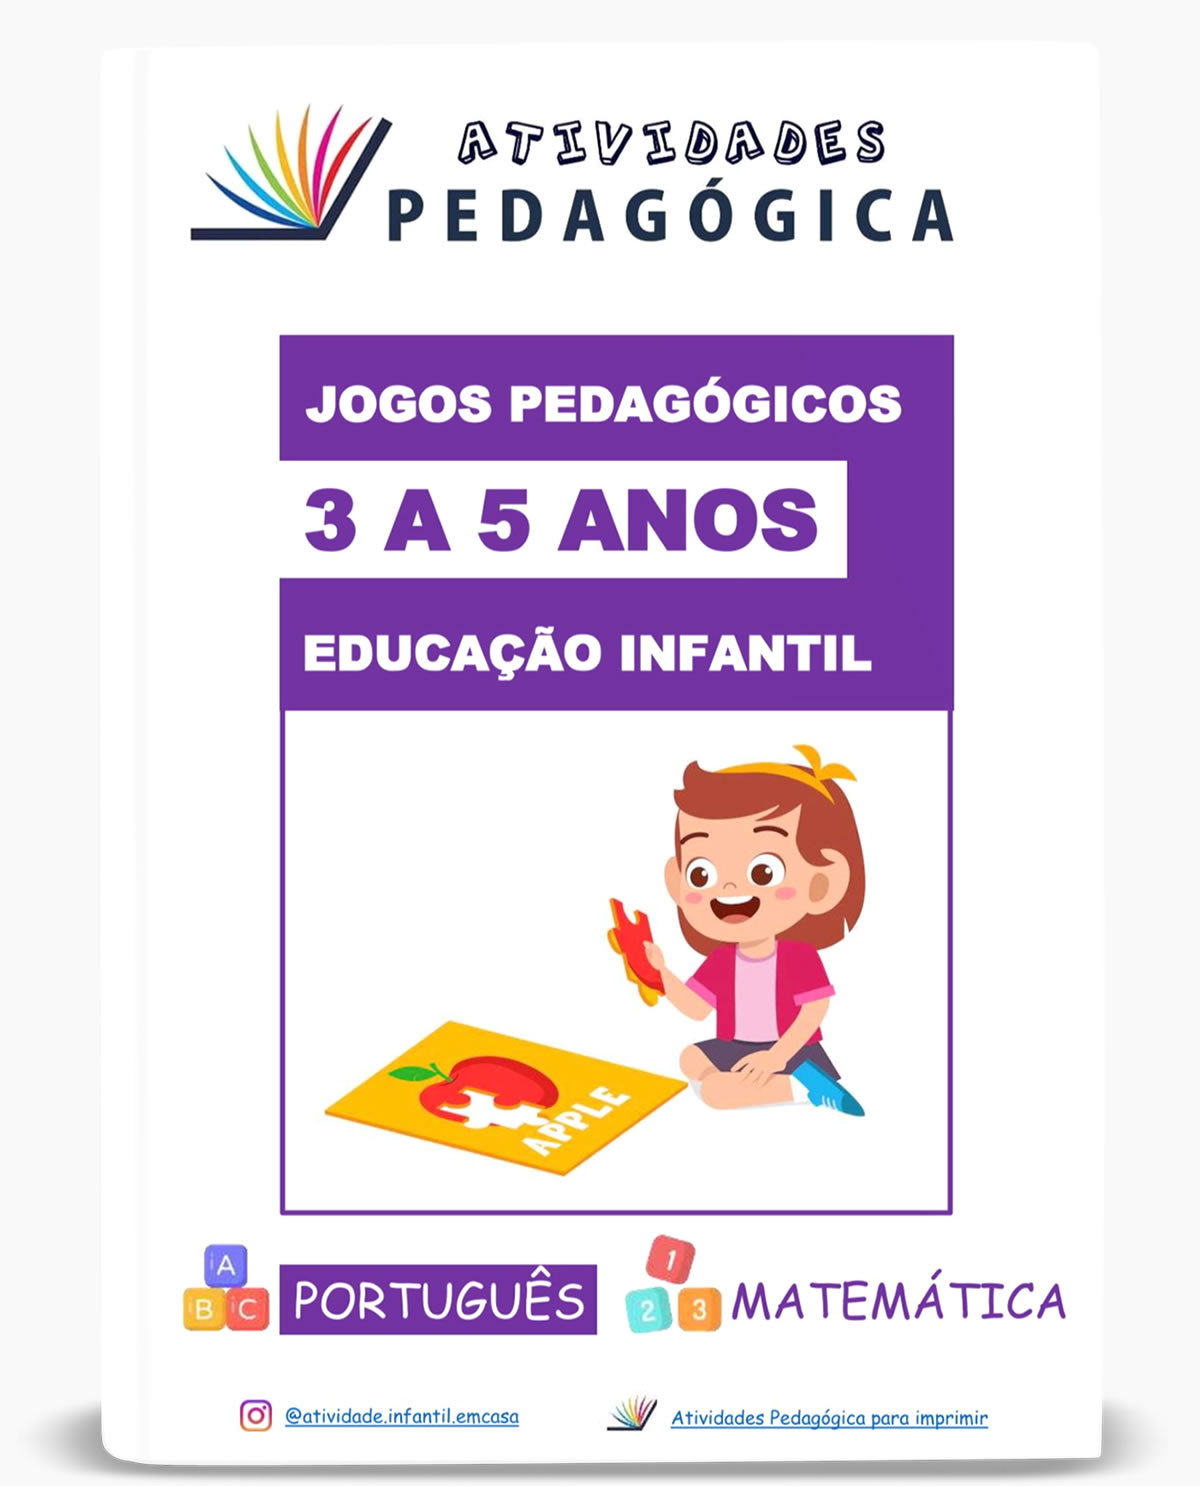 ATIVIDADES
PEDAGÓGICA
JOGOS PEDAGÓGICOS
3 A 5 ANOS
EDUCAÇÃO INFANTIL
APPLE
A
B C
PORTUGUÊS
1
2 3
MATEMÁTICA
@atividade.infantil.emcasa
Atividades Pedagógica para imprimir